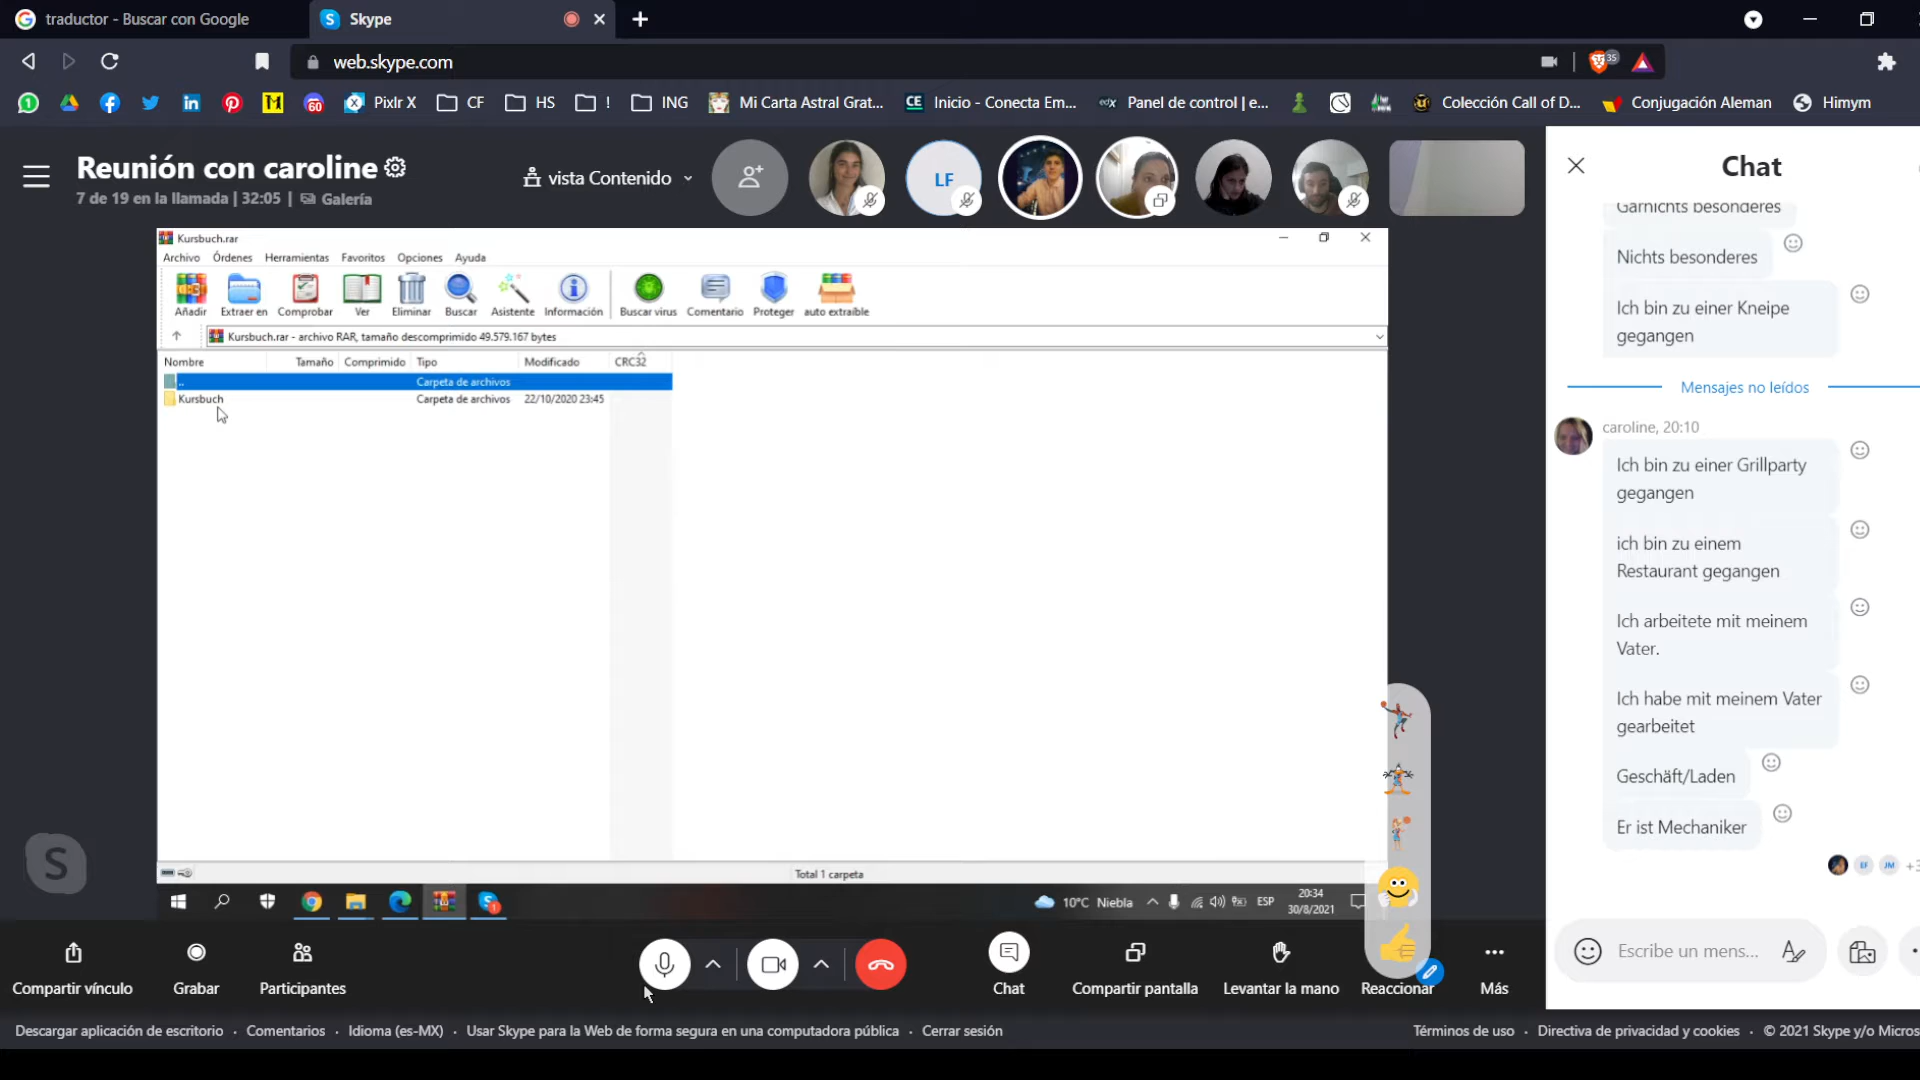 traductor - Buscar con Google
Skype
web.skype.com
35
1
60
Pixlr X
CF
HS
!
ING
Mi Carta Astral Grat...
CE
Inicio - Conecta Em...
edX
Panel de control | e...
Colección Call of D...
Conjugación Aleman
Himym
Reunión con caroline
7 de 19 en la llamada | 32:05 | Galería
vista Contenido
LF
Kursbuch.rar
Archivo Órdenes Herramientas Favoritos Opciones Ayuda
Añadir Extraer en Comprobar Ver Eliminar Buscar Asistente Información Buscar virus Comentario Proteger auto extraíble
Kursbuch.rar - archivo RAR, tamaño descomprimido 49.579.167 bytes
Nombre Tamaño Comprimido Tipo Modificado CRC32
.. Carpeta de archivos
Kursbuch Carpeta de archivos 22/10/2020 23:45
Total 1 carpeta
10°C Niebla
ESP
20:34
30/8/2021
Chat
Garnichts besonderes
Nichts besonderes
Ich bin zu einer Kneipe
gegangen
Mensajes no leídos
caroline, 20:10
Ich bin zu einer Grillparty
gegangen
ich bin zu einem
Restaurant gegangen
Ich arbeitete mit meinem
Vater.
Ich habe mit meinem Vater
gearbeitet
Geschäft/Laden
Er ist Mechaniker
EF
JM
Escribe un mens...
Compartir vínculo
Grabar
Participantes
Chat
Compartir pantalla
Levantar la mano
Reaccionar
Más
Descargar aplicación de escritorio · Comentarios · Idioma (es-MX) · Usar Skype para la Web de forma segura en una computadora pública · Cerrar sesión
Términos de uso · Directiva de privacidad y cookies · © 2021 Skype y/o Micros